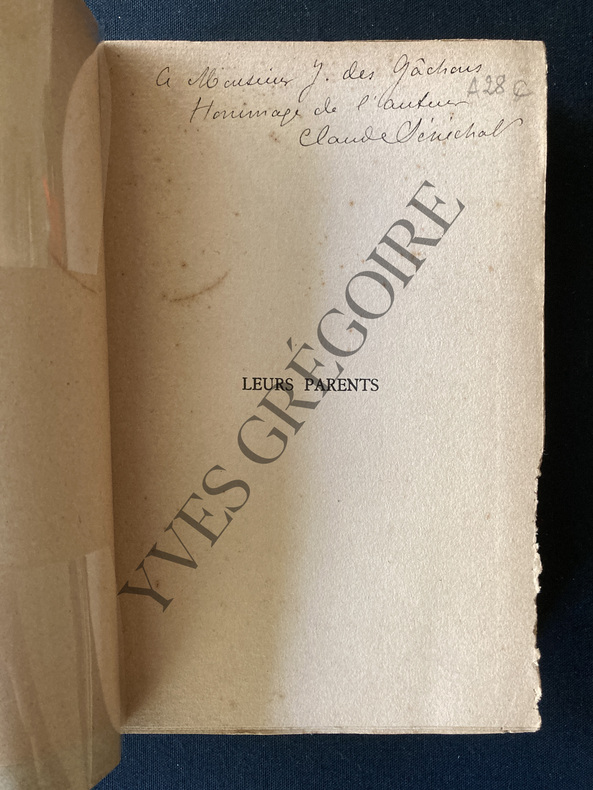 A Monsieur J. des Gâchons
Hommage de l'auteur
Claude Sénéchal
A28 C
LEURS PARENTS
YVES GRÉGOIRE